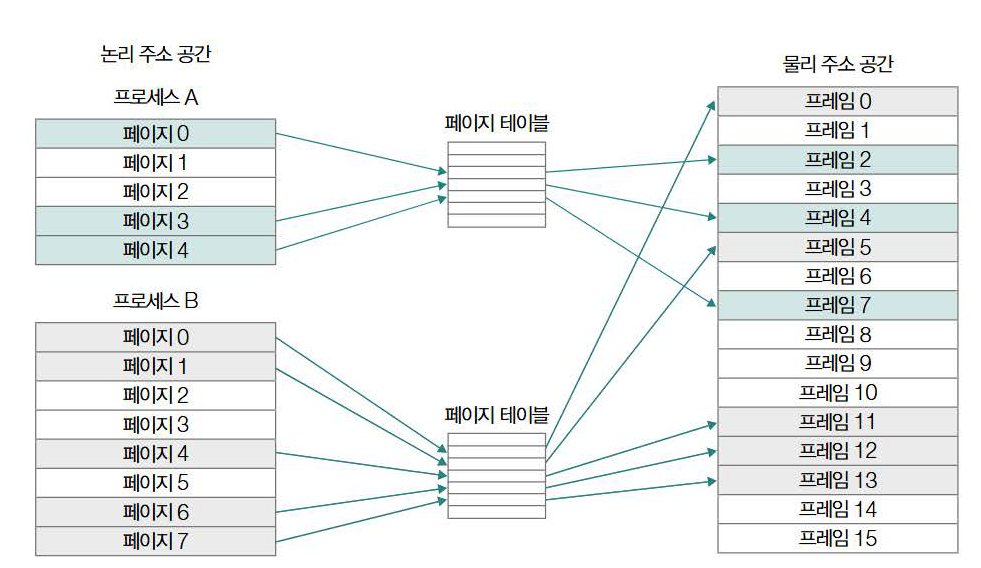 논리 주소 공간
프로세스 A
페이지 0
페이지 1
페이지 2
페이지 3
페이지 4
프로세스 B
페이지 0
페이지 1
페이지 2
페이지 3
페이지 4
페이지 5
페이지 6
페이지 7
페이지 테이블
페이지 테이블
물리 주소 공간
프레임 0
프레임 1
프레임 2
프레임 3
프레임 4
프레임 5
프레임 6
프레임 7
프레임 8
프레임 9
프레임 10
프레임 11
프레임 12
프레임 13
프레임 14
프레임 15